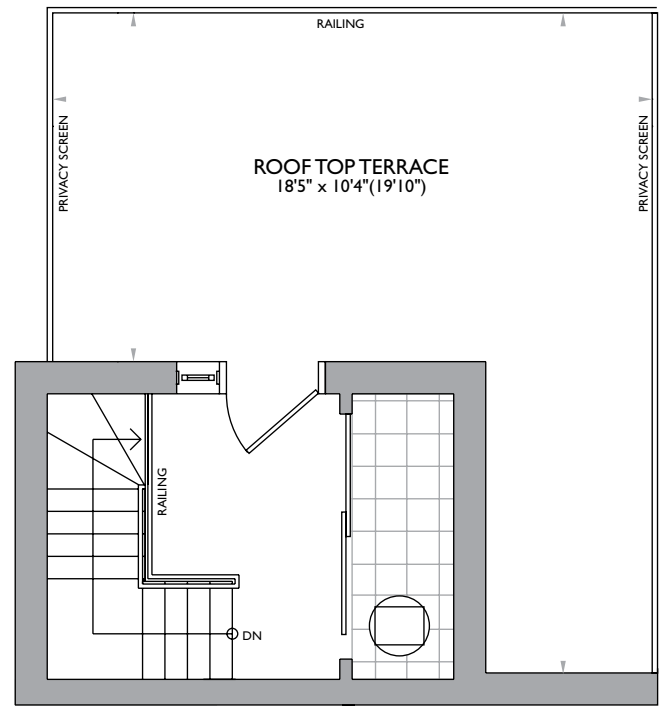 RAILING
PRIVACY SCREEN
PRIVACY SCREEN
ROOF TOP TERRACE
18'5" x 10'4"(19'10")
RAILING
DN